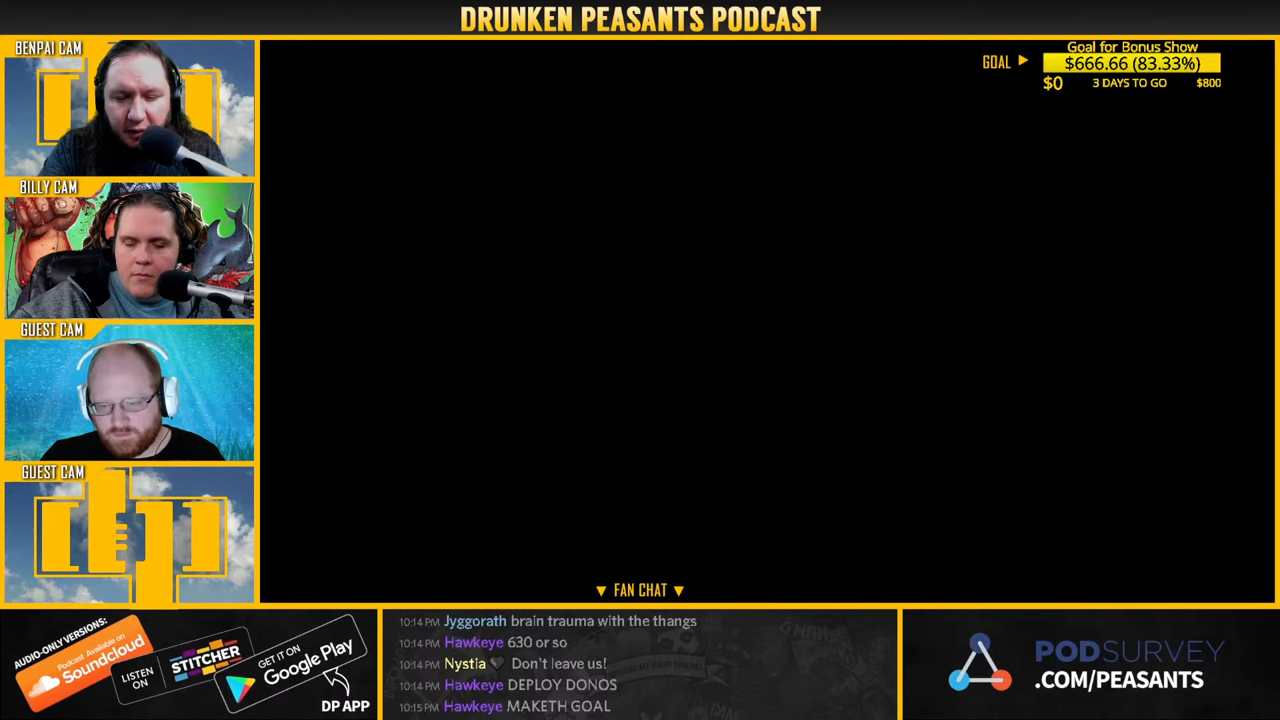 DRUNKEN PEASANTS PODCAST
BENPAI CAM
BILLY CAM
GUEST CAM
GUEST CAM
GOAL ►
Goal for Bonus Show
$666.66 (83.33%)
$0 3 DAYS TO GO $800
▼ FAN CHAT ▼
AUDIO-ONLY VERSIONS:
Podcast Available on
Soundcloud
LISTEN ON STITCHER
GET IT ON
Google Play
DP APP
10:14 PM Jyggorath brain trauma with the thangs
10:14 PM Hawkeye 630 or so
10:14 PM Nystia Don't leave us!
10:14 PM Hawkeye DEPLOY DONOS
10:15 PM Hawkeye MAKETH GOAL
PODSURVEY
.COM/PEASANTS